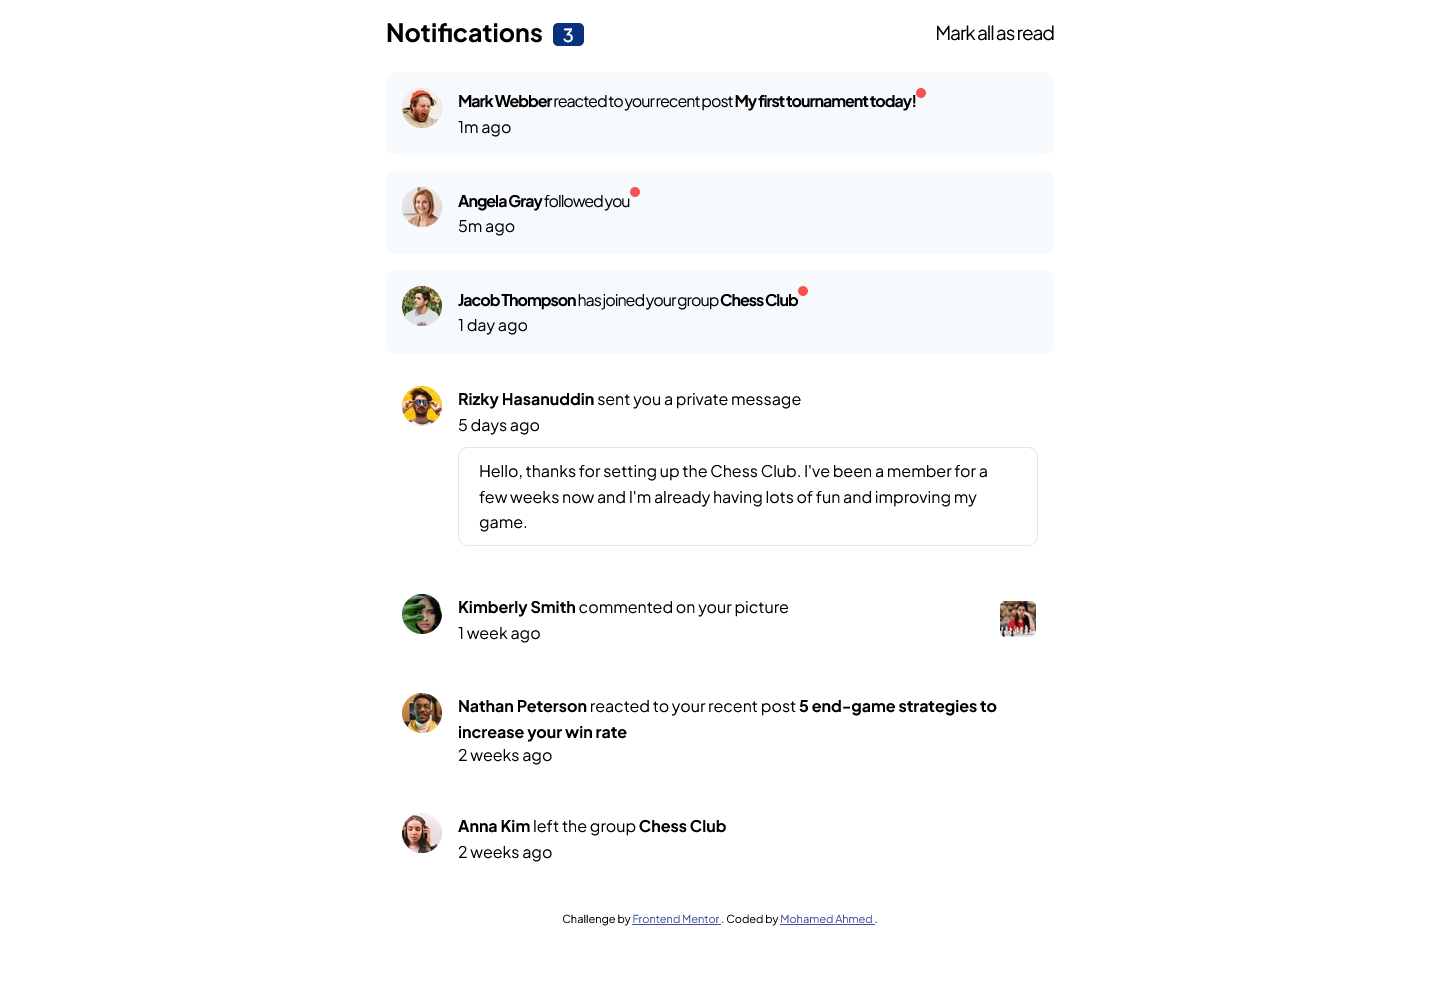 Notifications 3
Mark all as read
Mark Webber reacted to your recent post My first tournament today!
1m ago
Angela Gray followed you
5m ago
Jacob Thompson has joined your group Chess Club
1 day ago
Rizky Hasanuddin sent you a private message
5 days ago
Hello, thanks for setting up the Chess Club. I've been a member for a
few weeks now and I'm already having lots of fun and improving my
game.
Kimberly Smith commented on your picture
1 week ago
Nathan Peterson reacted to your recent post 5 end-game strategies to
increase your win rate
2 weeks ago
Anna Kim left the group Chess Club
2 weeks ago
Challenge by Frontend Mentor . Coded by Mohamed Ahmed .